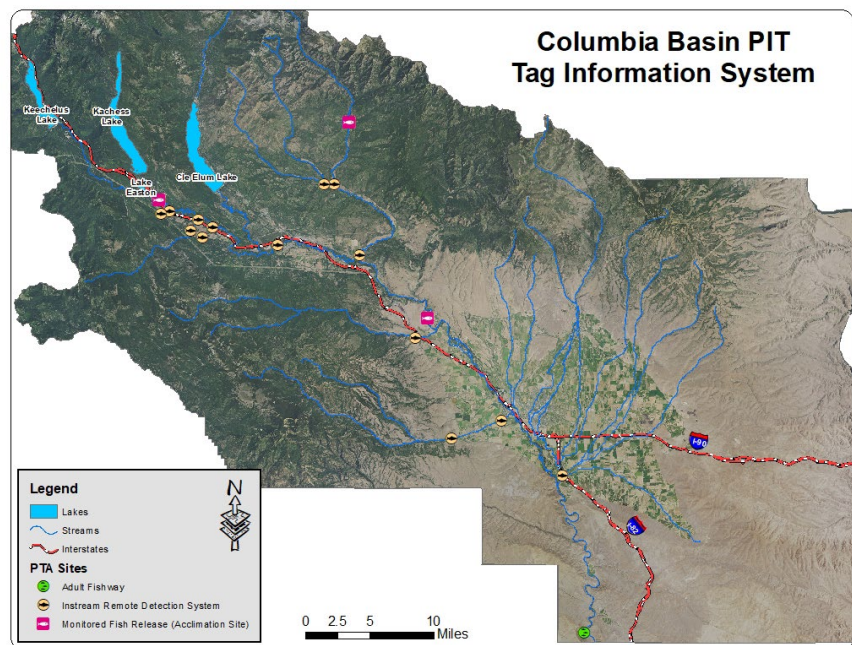 Columbia Basin PIT
Tag Information System
Keechelus
Lake
Kachess
Lake
Cle Elum Lake
Lake
Easton
I-90
I-82
Legend
N
Lakes
Streams
Interstates
PTA Sites
Adult Fishway
Instream Remote Detection System
Monitored Fish Release (Acclimation Site)
0 2.5 5 10
Miles